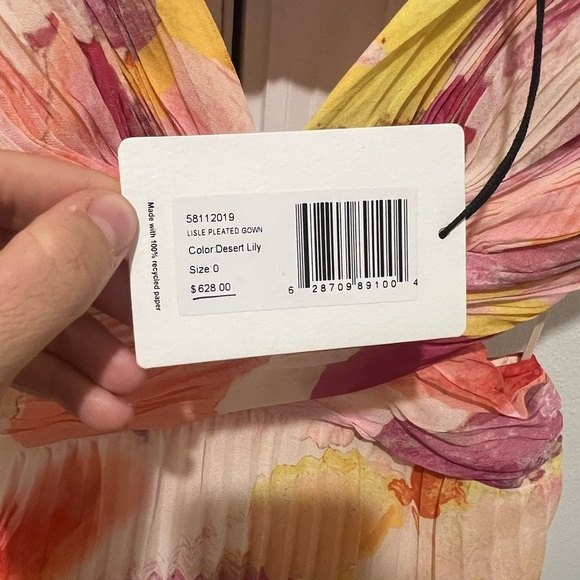 Made with 100% recycled paper
58112019
LISLE PLEATED GOWN
Color:Desert Lily
Size:0
$628.00
6 28709 89100 4